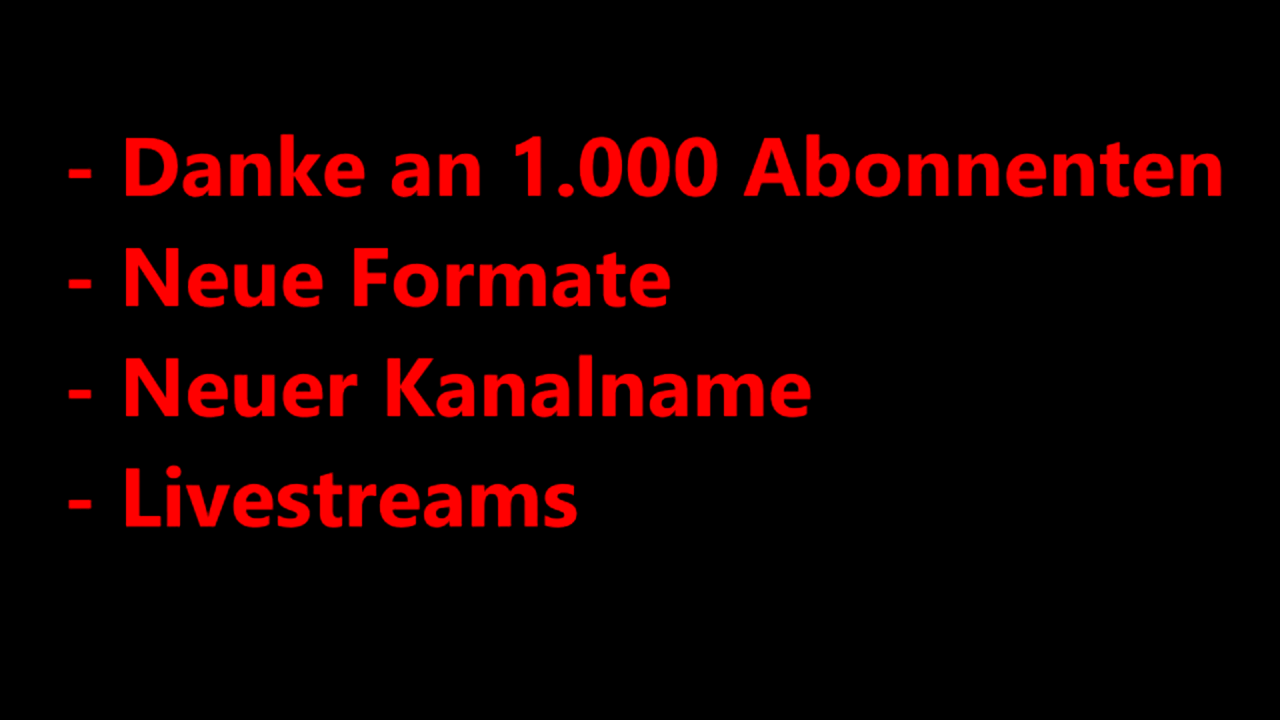 - Danke an 1.000 Abonnenten
- Neue Formate
- Neuer Kanalname
- Livestreams